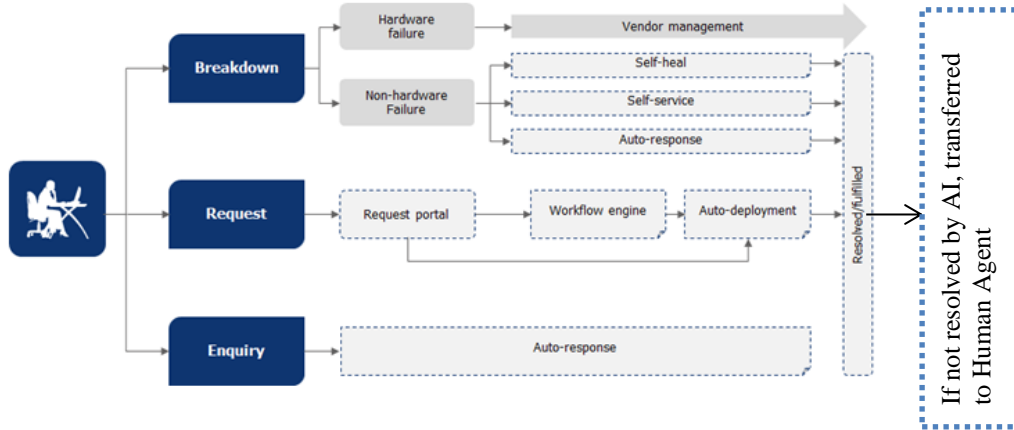 Hardware
failure
Vendor management
Breakdown
Self-heal
Non-hardware
Failure
Self-service
Auto-response
Request
Request portal
Workflow engine
Auto-deployment
Enquiry
Auto-response
Resolved/fulfilled
If not resolved by AI, transferred
to Human Agent